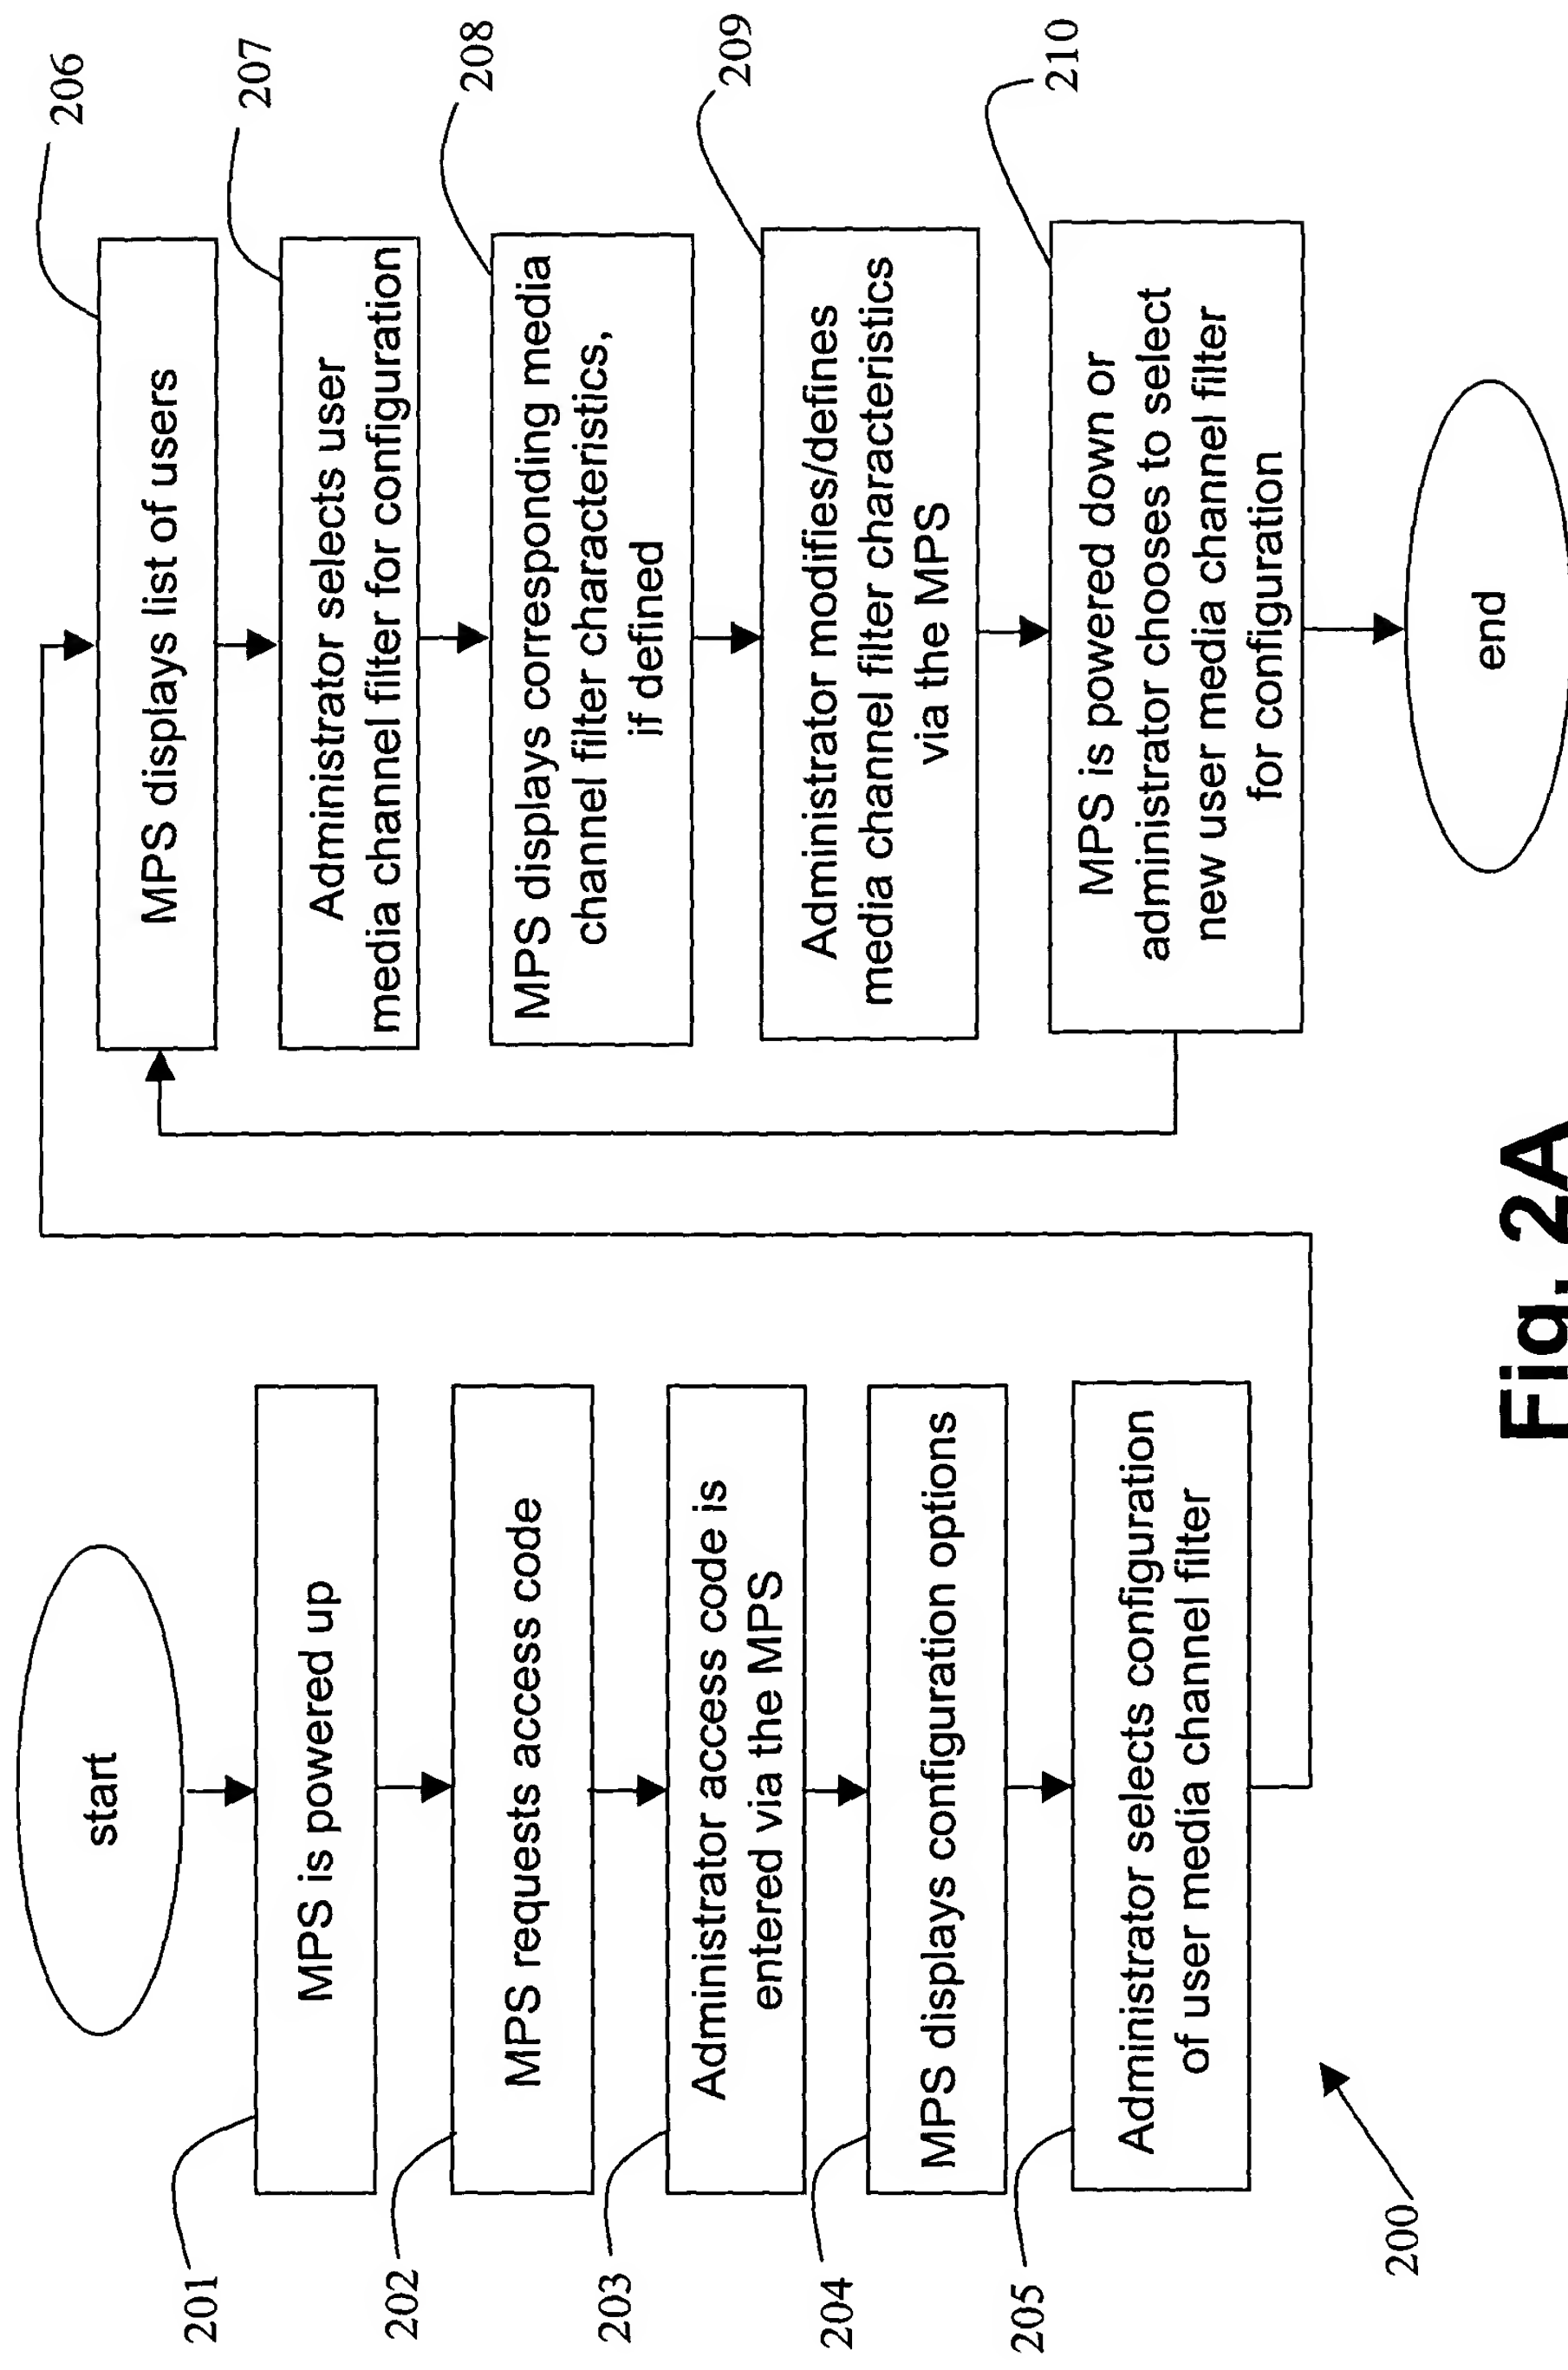 start
201
MPS is powered up
202
MPS requests access code
203
Administrator access code is
entered via the MPS
204
MPS displays configuration options
205
Administrator selects configuration
of user media channel filter
200
206
MPS displays list of users
207
Administrator selects user
media channel filter for configuration
208
MPS displays corresponding media
channel filter characteristics,
if defined
209
Administrator modifies/defines
media channel filter characteristics
via the MPS
210
MPS is powered down or
administrator chooses to select
new user media channel filter
for configuration
end
Fig. 2A